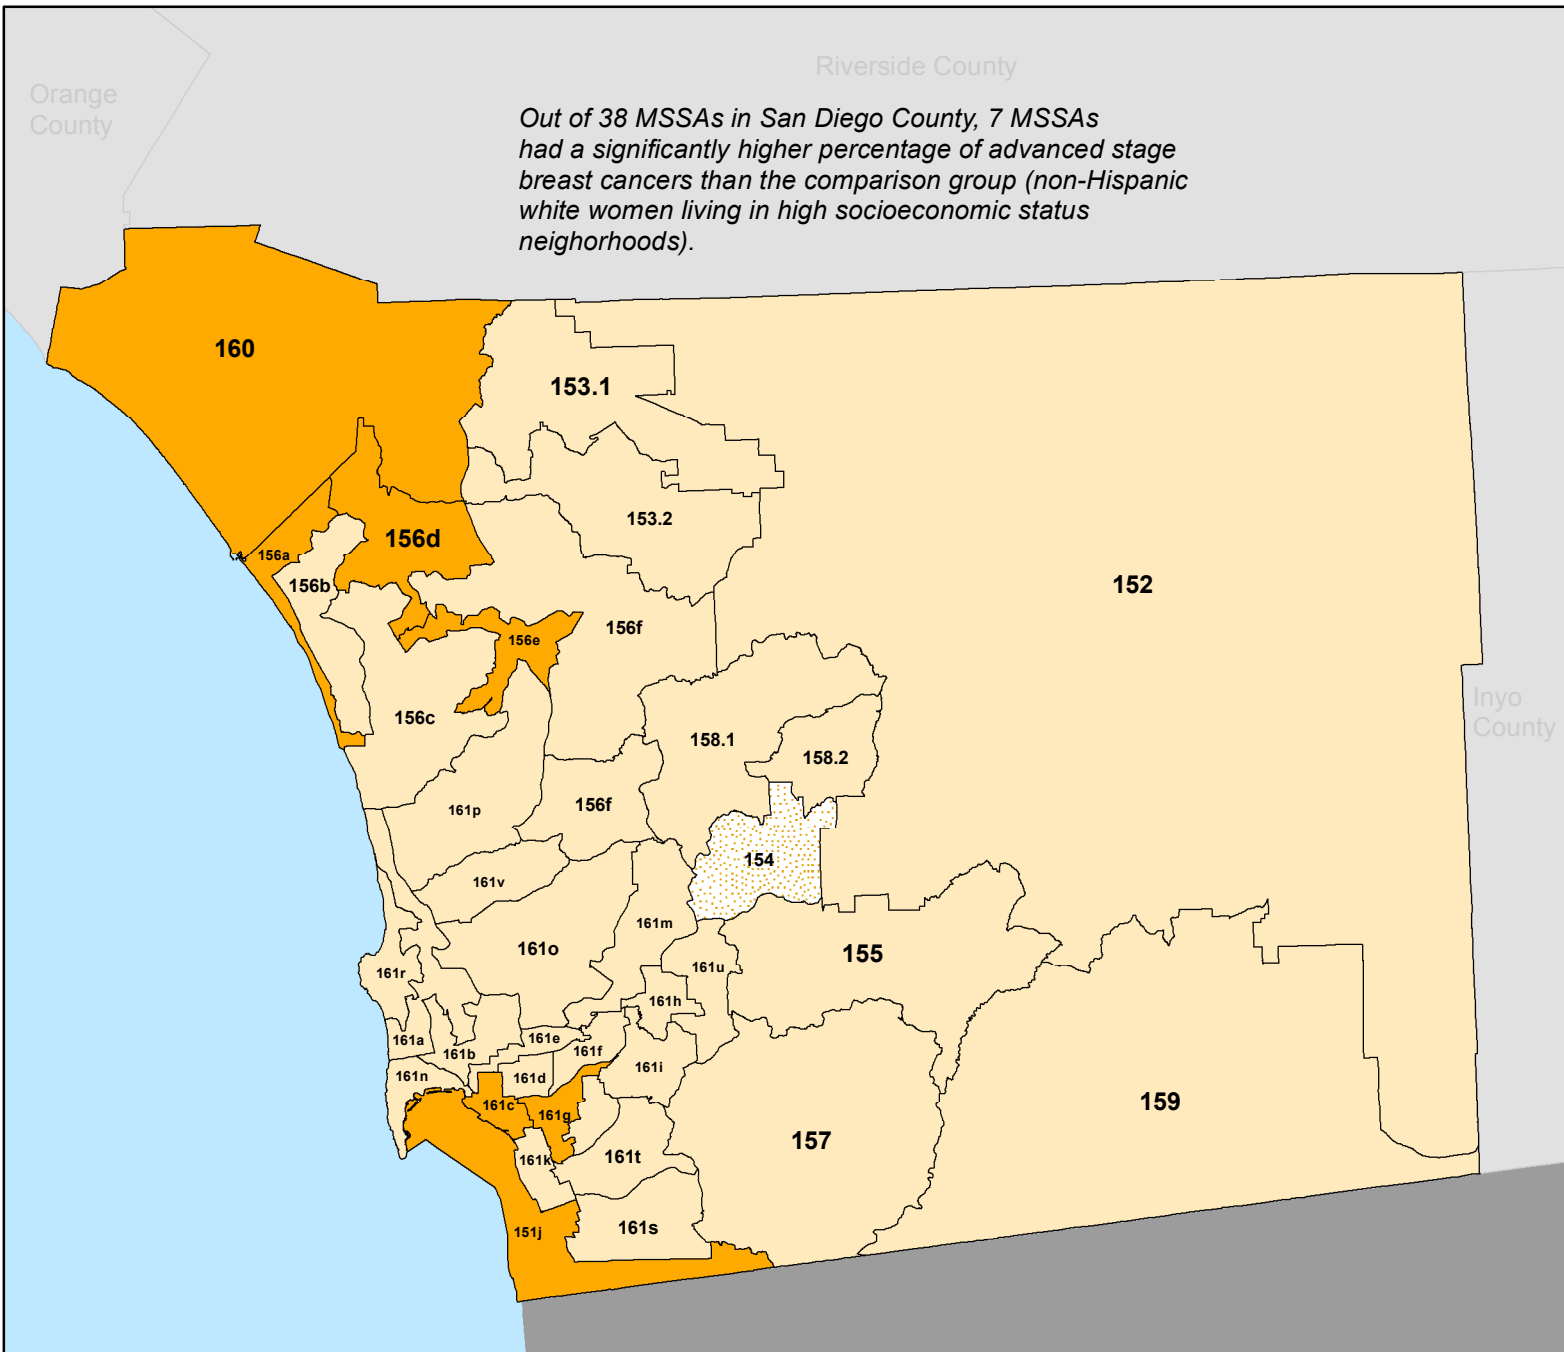 Riverside County
Orange
County
Out of 38 MSSAs in San Diego County, 7 MSSAs
had a significantly higher percentage of advanced stage
breast cancers than the comparison group (non-Hispanic
white women living in high socioeconomic status
neighorhoods).
160
153.1
153.2
156d
156a
156b
152
156f
156e
Inyo
County
156c
158.1
158.2
156f
161p
154
161v
161m
161o
155
161u
161r
161h
161a
161e
161b
161f
161i
161n
161d
161c
161g
159
157
161k
161t
151j
161s